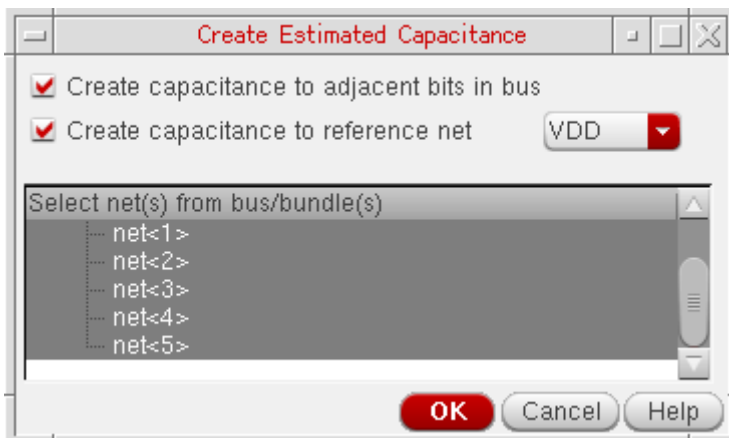 Create Estimated Capacitance
Create capacitance to adjacent bits in bus
Create capacitance to reference net VDD
Select net(s) from bus/bundle(s)
net<1>
net<2>
net<3>
net<4>
net<5>
OK Cancel Help